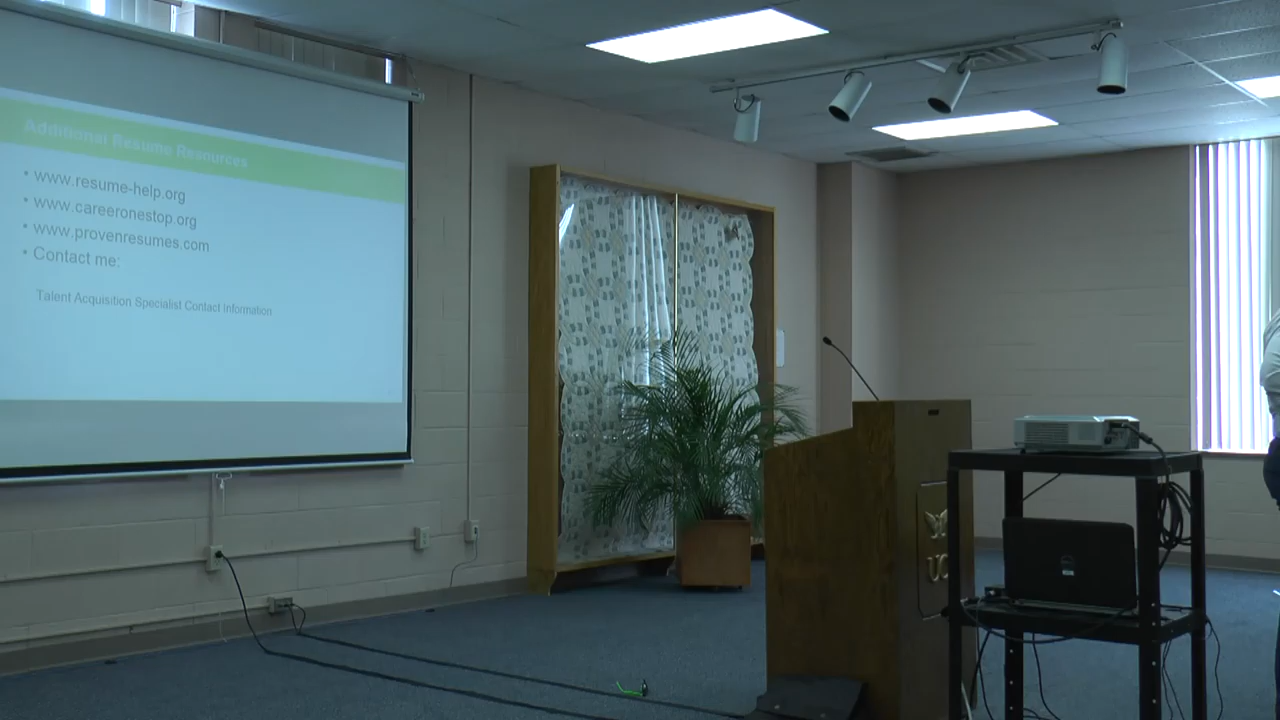 Additional Resume Resources
• www.resume-help.org
• www.careeronestop.org
• www.provenresumes.com
• Contact me:
Talent Acquisition Specialist Contact Information